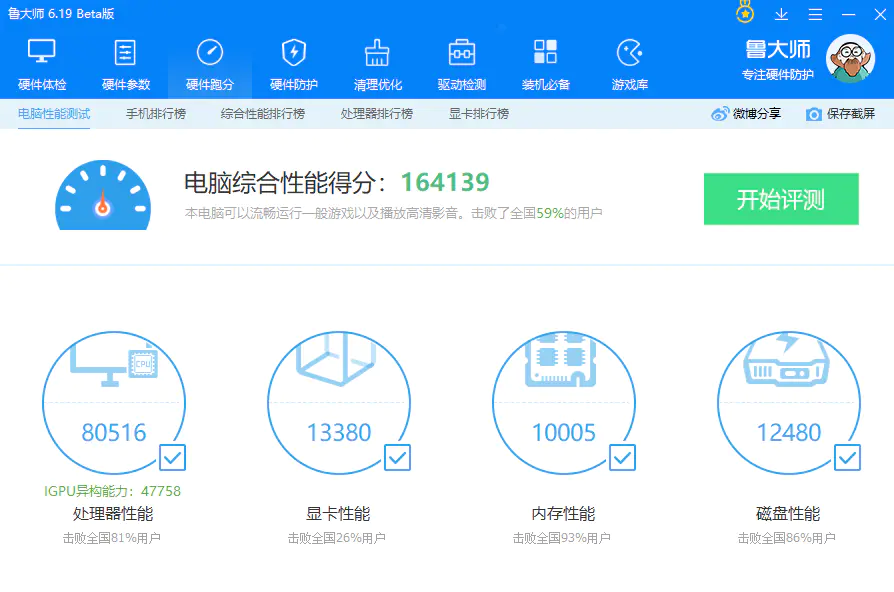 鲁大师 6.19 Beta版
硬件体检 硬件参数 硬件跑分 硬件防护 清理优化 驱动检测 装机必备 游戏库
鲁大师
专注硬件防护
电脑性能测试 手机排行榜 综合性能排行榜 处理器排行榜 显卡排行榜 微博分享 保存截屏
电脑综合性能得分：164139
本电脑可以流畅运行一般游戏以及播放高清影音。击败了全国59%的用户
开始评测
CPU
80516 13380 10005 12480
IGPU异构能力：47758
处理器性能 显卡性能 内存性能 磁盘性能
击败全国81%用户 击败全国26%用户 击败全国93%用户 击败全国86%用户